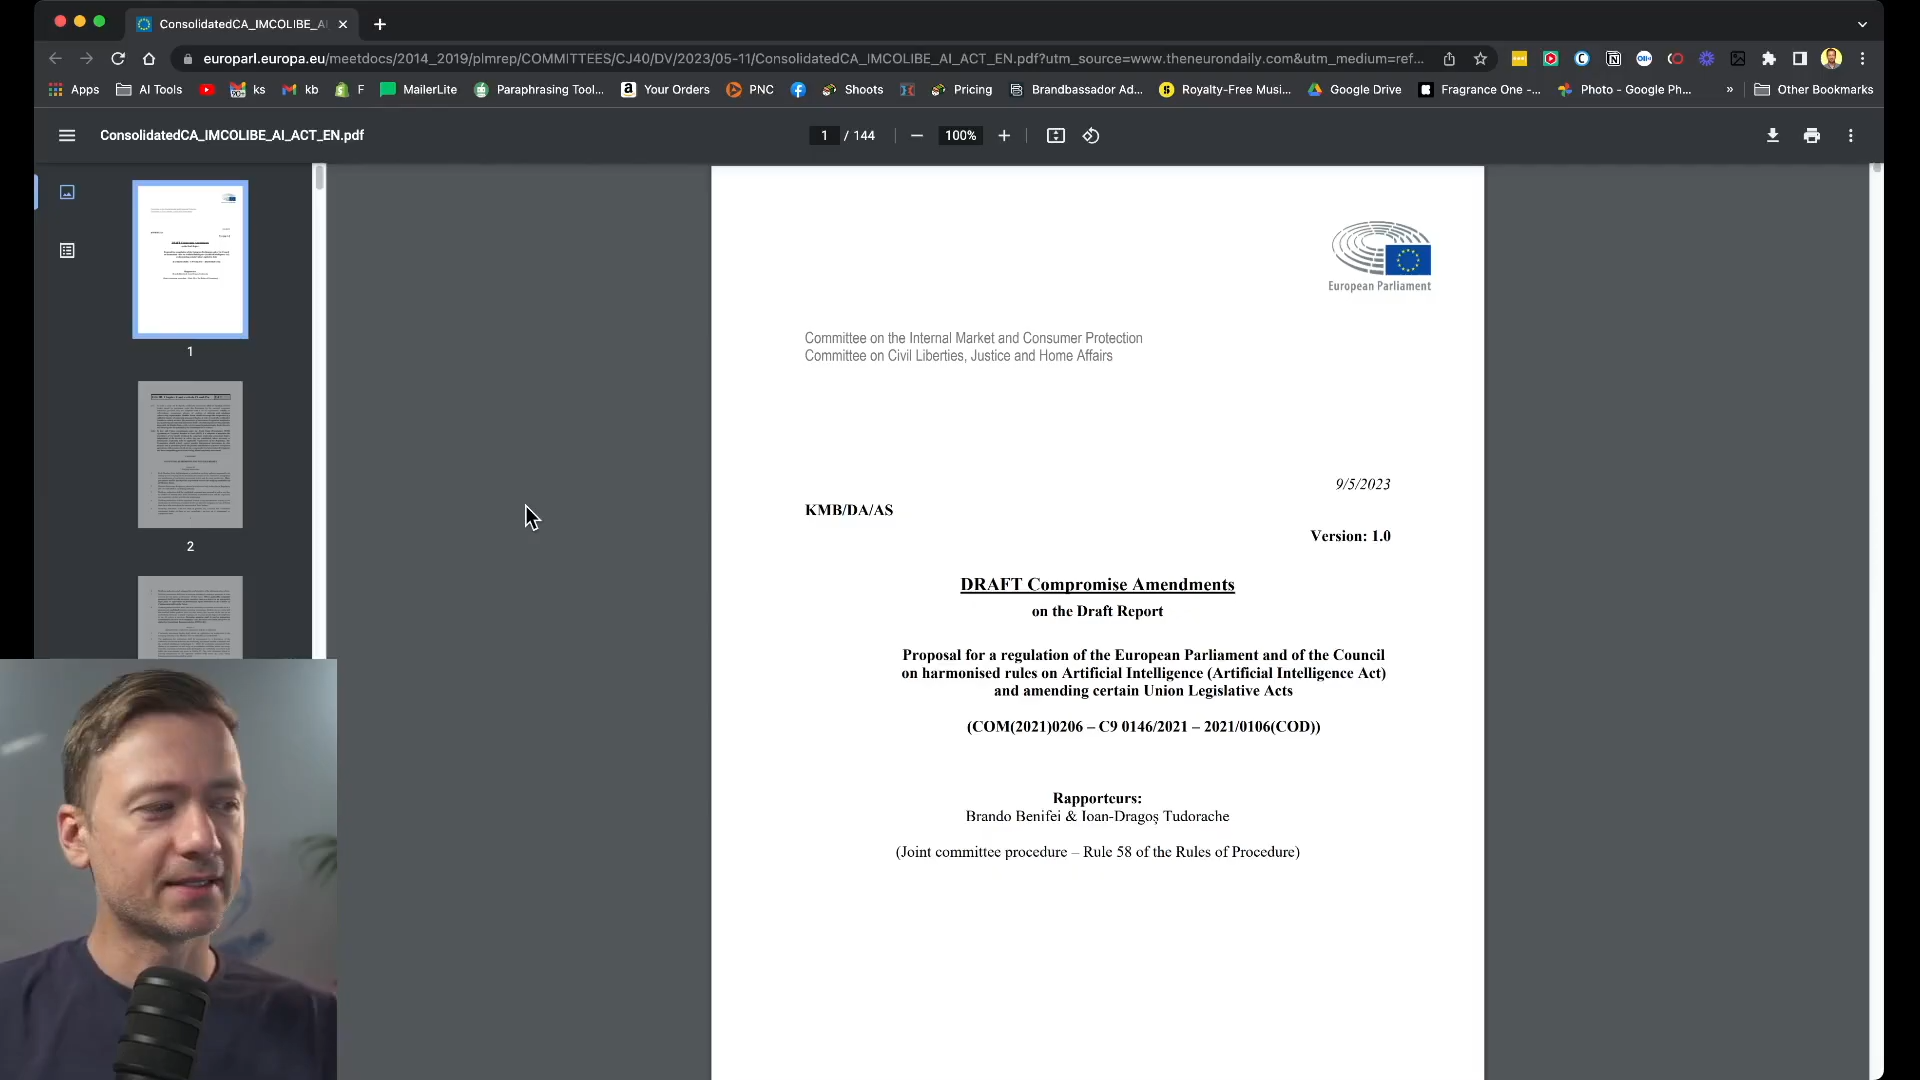 ConsolidatedCA_IMCOLIBE_AI
europarl.europa.eu/meetdocs/2014_2019/plmrep/COMMITTEES/CJ40/DV/2023/05-11/ConsolidatedCA_IMCOLIBE_AI_ACT_EN.pdf?utm_source=www.theneurondaily.com&utm_medium=ref...
Apps AI Tools ks kb F MailerLite Paraphrasing Tool... Your Orders PNC Shoots Pricing Brandbassador Ad... Royalty-Free Musi... Google Drive Fragrance One -... Photo - Google Ph... » Other Bookmarks
ConsolidatedCA_IMCOLIBE_AI_ACT_EN.pdf
1 / 144 100%
1
2
European Parliament
Committee on the Internal Market and Consumer Protection
Committee on Civil Liberties, Justice and Home Affairs
9/5/2023
KMB/DA/AS
Version: 1.0
DRAFT Compromise Amendments
on the Draft Report
Proposal for a regulation of the European Parliament and of the Council
on harmonised rules on Artificial Intelligence (Artificial Intelligence Act)
and amending certain Union Legislative Acts
(COM(2021)0206 – C9 0146/2021 – 2021/0106(COD))
Rapporteurs:
Brando Benifei & Ioan-Dragoș Tudorache
(Joint committee procedure – Rule 58 of the Rules of Procedure)